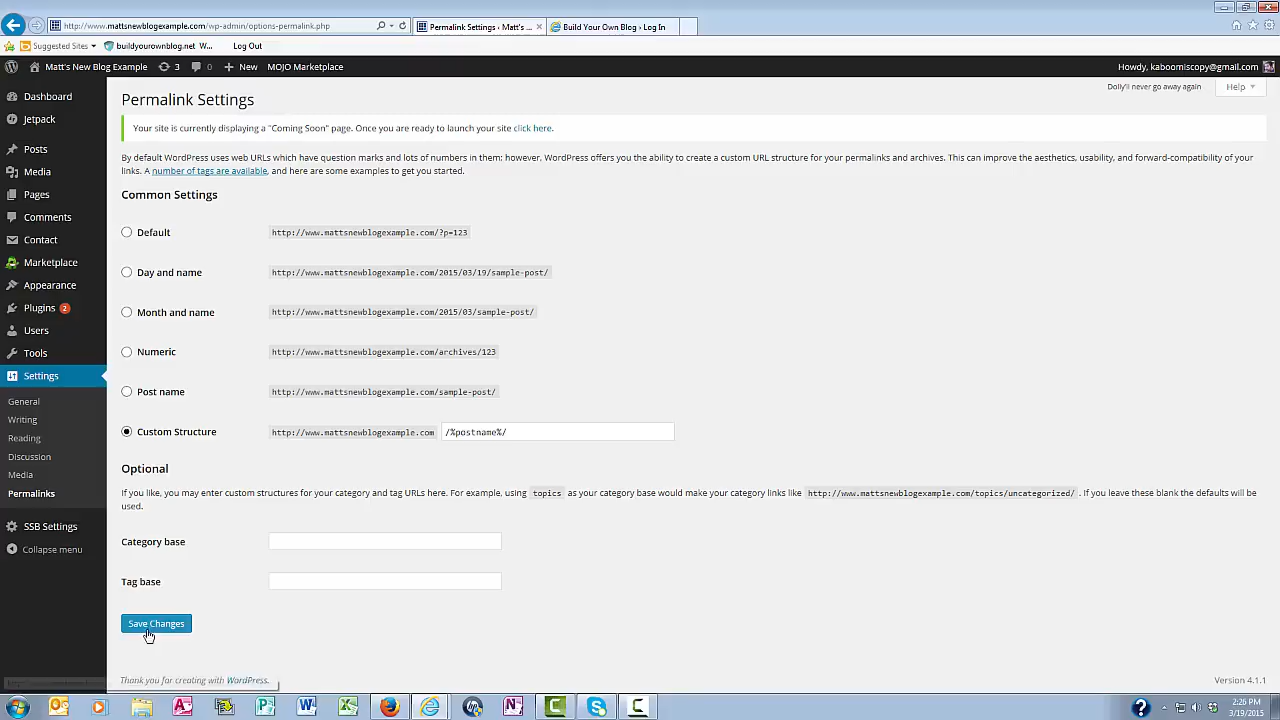 http://www.mattsnewblogexample.com/wp-admin/options-permalink.php
Permalink Settings ‹ Matt's ...
Build Your Own Blog › Log In
Suggested Sites
buildyourownblog.net W...
Log Out
Matt's New Blog Example
3
0
New
MOJO Marketplace
Howdy, kaboomiscopy@gmail.com
Dashboard
Jetpack
Posts
Media
Pages
Comments
Contact
Marketplace
Appearance
Plugins 2
Users
Tools
Settings
General
Writing
Reading
Discussion
Media
Permalinks
SSB Settings
Collapse menu
Dolly'll never go away again
Help
Permalink Settings
Your site is currently displaying a "Coming Soon" page. Once you are ready to launch your site click here.
By default WordPress uses web URLs which have question marks and lots of numbers in them; however, WordPress offers you the ability to create a custom URL structure for your permalinks and archives. This can improve the aesthetics, usability, and forward-compatibility of your
links. A number of tags are available, and here are some examples to get you started.
Common Settings
Default http://www.mattsnewblogexample.com/?p=123
Day and name http://www.mattsnewblogexample.com/2015/03/19/sample-post/
Month and name http://www.mattsnewblogexample.com/2015/03/sample-post/
Numeric http://www.mattsnewblogexample.com/archives/123
Post name http://www.mattsnewblogexample.com/sample-post/
Custom Structure http://www.mattsnewblogexample.com /%postname%/
Optional
If you like, you may enter custom structures for your category and tag URLs here. For example, using topics as your category base would make your category links like http://www.mattsnewblogexample.com/topics/uncategorized/ . If you leave these blank the defaults will be
used.
Category base
Tag base
Save Changes
Thank you for creating with WordPress.
Version 4.1.1
2:26 PM
3/19/2015